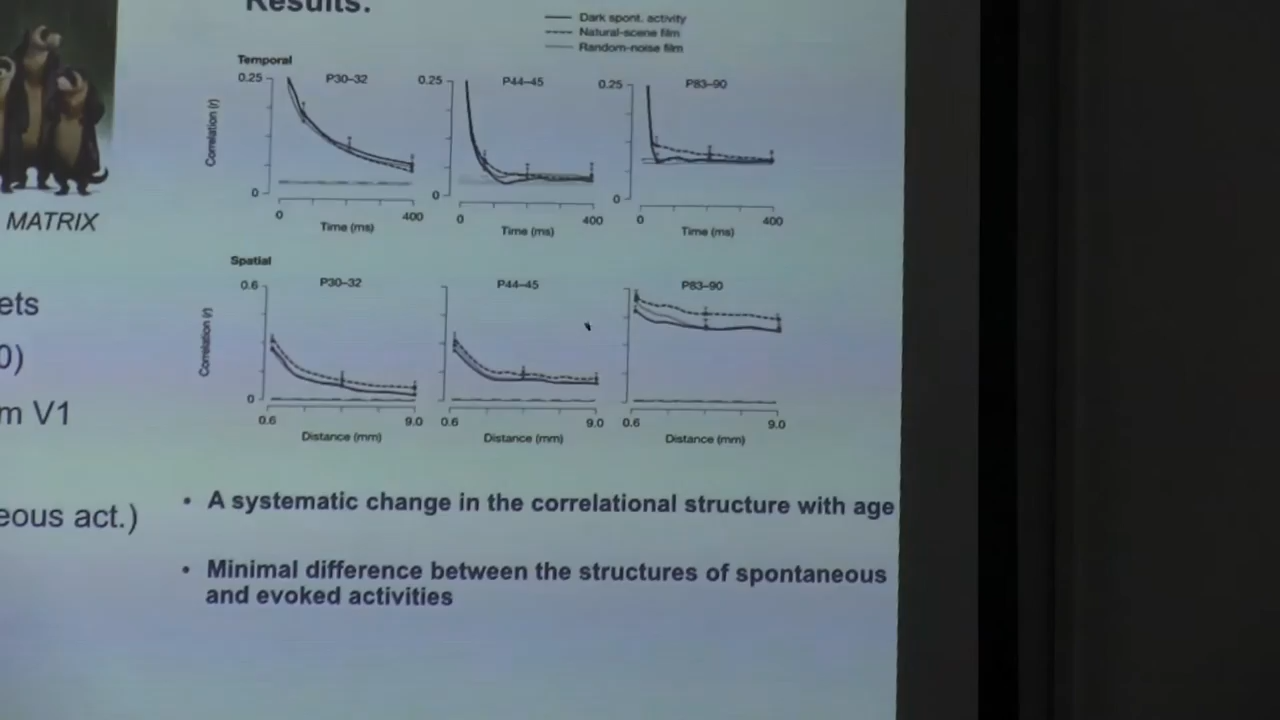 Results:
Dark spont. activity
Natural-scene film
Random-noise film
Temporal
P30–32
P44–45
P83–90
0.25
0.25
0.25
Correlation (r)
0
0
0
0
400
0
400
0
400
Time (ms)
Time (ms)
Time (ms)
MATRIX
Spatial
P30–32
P44–45
P83–90
0.6
Correlation (r)
0
0.6
9.0
0.6
9.0
0.6
9.0
Distance (mm)
Distance (mm)
Distance (mm)
ets
0)
m V1
eous act.)
• A systematic change in the correlational structure with age
• Minimal difference between the structures of spontaneous
and evoked activities